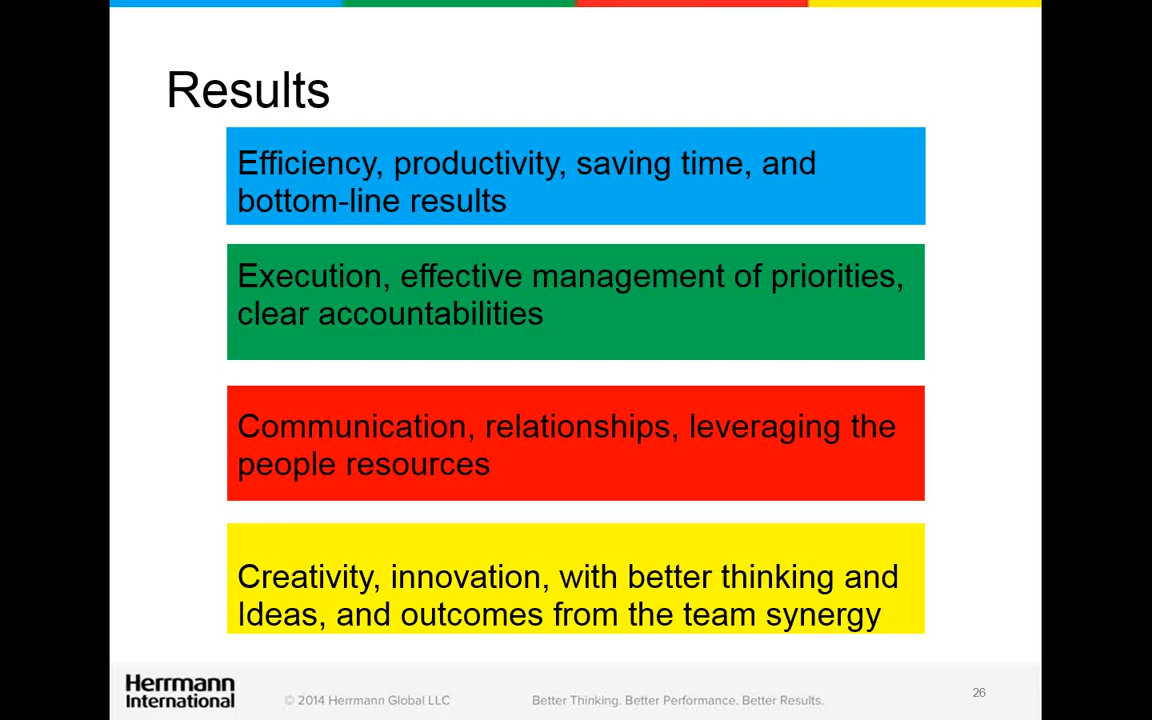 Results
Efficiency, productivity, saving time, and
bottom-line results
Execution, effective management of priorities,
clear accountabilities
Communication, relationships, leveraging the
people resources
Creativity, innovation, with better thinking and
Ideas, and outcomes from the team synergy
Herrmann
International
© 2014 Herrmann Global LLC
Better Thinking. Better Performance. Better Results.
26